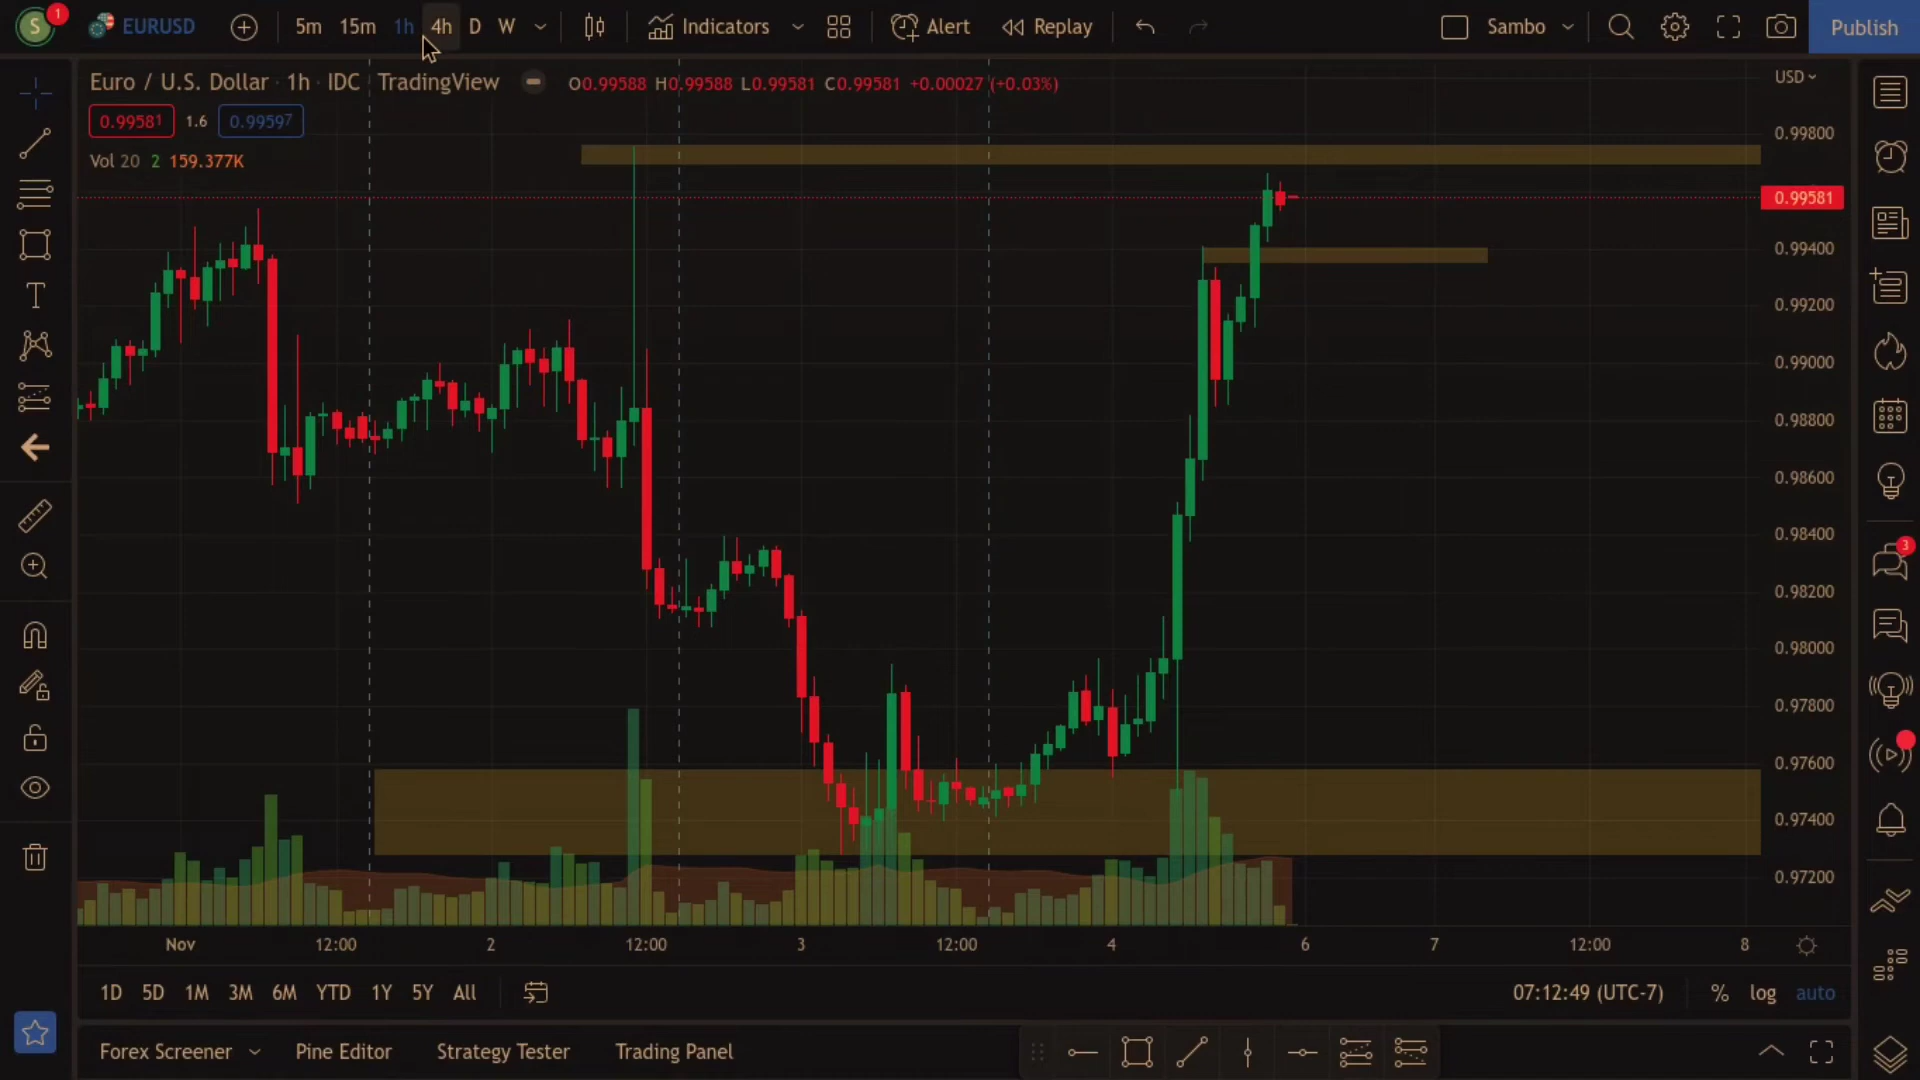 S 1 EURUSD 5m 15m 1h 4h D W Indicators Alert Replay Sambo Publish
Euro / U.S. Dollar · 1h · IDC TradingView O0.99588 H0.99588 L0.99581 C0.99581 +0.00027 (+0.03%) USD
0.99581 1.6 0.99597
Vol 20 2 159.377K
0.99800
0.99581
0.99400
0.99200
0.99000
0.98800
0.98600
0.98400
0.98200
0.98000
0.97800
0.97600
0.97400
0.97200
3
Nov 12:00 2 12:00 3 12:00 4 6 7 12:00 8
1D 5D 1M 3M 6M YTD 1Y 5Y All 07:12:49 (UTC-7) % log auto
Forex Screener Pine Editor Strategy Tester Trading Panel